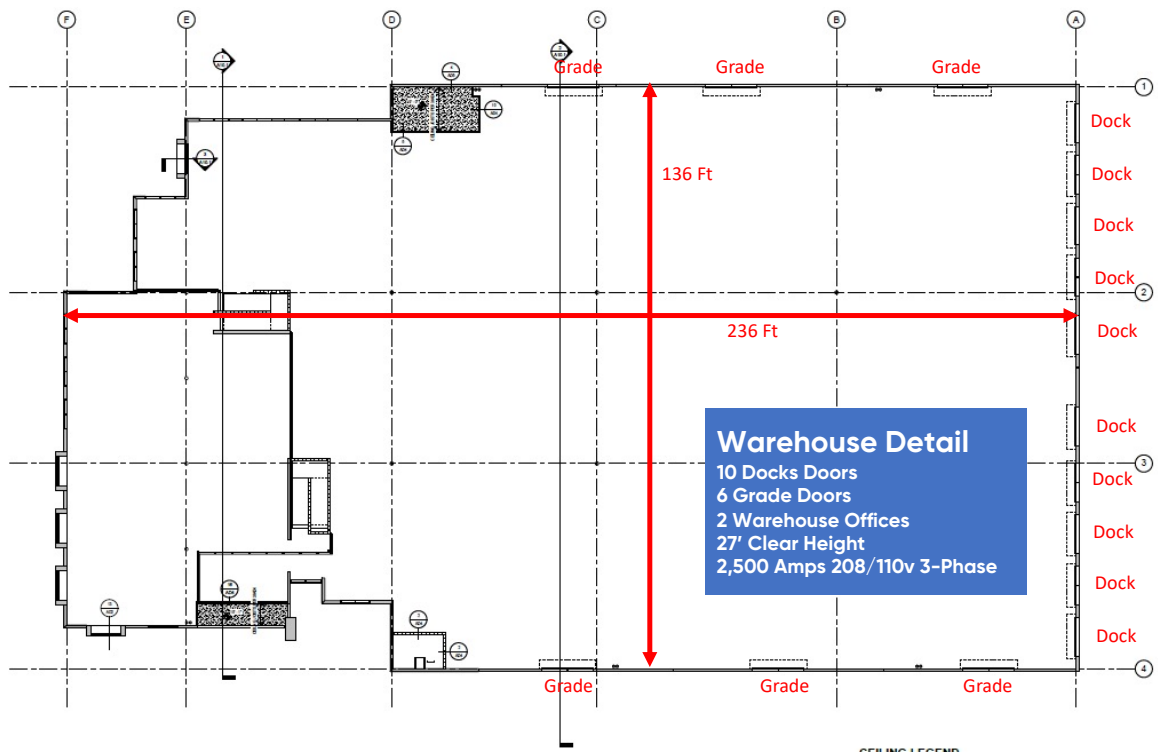 F E D C B A
Grade Grade Grade
1
Dock
Dock
136 Ft
Dock
Dock
2
236 Ft
Dock
Warehouse Detail
10 Docks Doors
6 Grade Doors
2 Warehouse Offices
27’ Clear Height
2,500 Amps 208/110v 3-Phase
Dock
3
Dock
Dock
Dock
Dock
4
Grade Grade Grade
CEILING LEGEND